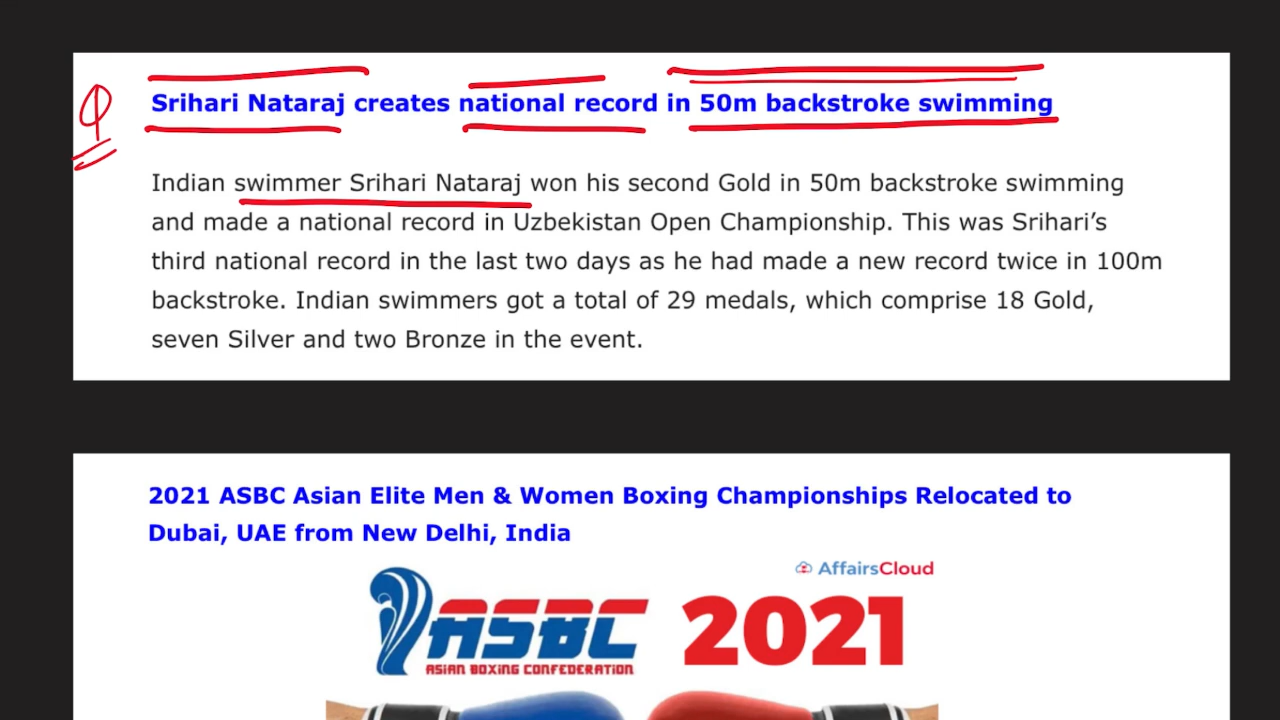 Q
Srihari Nataraj creates national record in 50m backstroke swimming
Indian swimmer Srihari Nataraj won his second Gold in 50m backstroke swimming
and made a national record in Uzbekistan Open Championship. This was Srihari’s
third national record in the last two days as he had made a new record twice in 100m
backstroke. Indian swimmers got a total of 29 medals, which comprise 18 Gold,
seven Silver and two Bronze in the event.
2021 ASBC Asian Elite Men & Women Boxing Championships Relocated to
Dubai, UAE from New Delhi, India
AffairsCloud
ASBC 2021
ASIAN BOXING CONFEDERATION